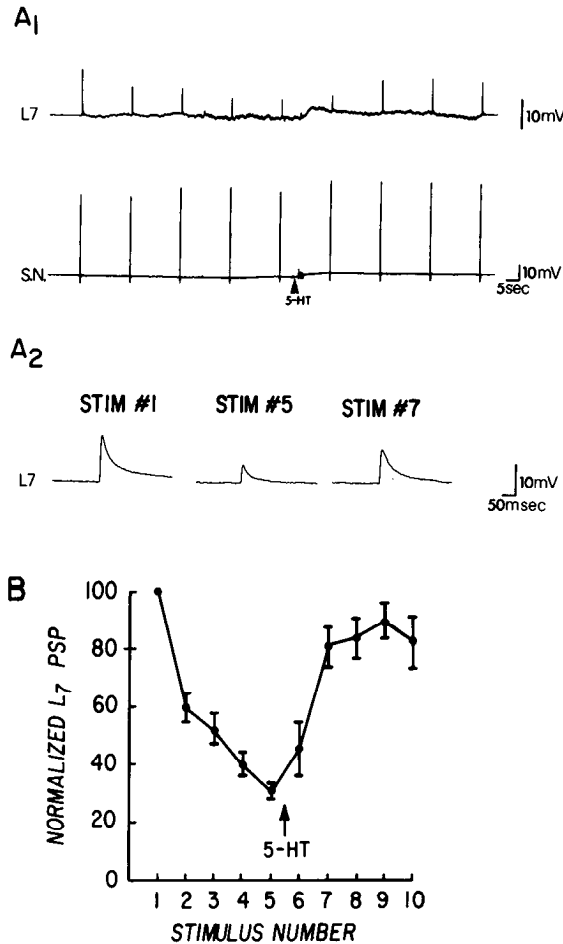 A1
L7
10mV
S.N.
10mV
5sec
5-HT
A2
STIM #1 STIM #5 STIM #7
L7
10mV
50msec
B
NORMALIZED L7 PSP
100
80
60
40
20
0
5-HT
1 2 3 4 5 6 7 8 9 10
STIMULUS NUMBER